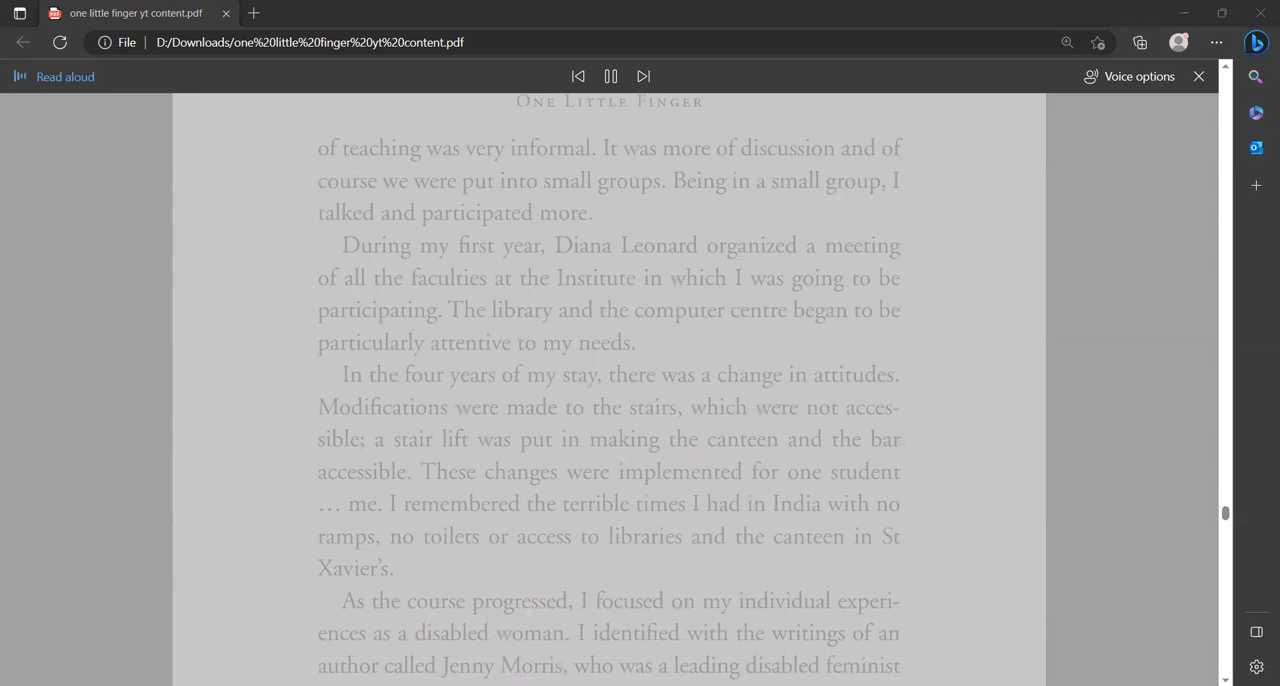 one little finger yt content.pdf
File
D:/Downloads/one%20little%20finger%20yt%20content.pdf
Read aloud
Voice options
ONE LITTLE FINGER
of teaching was very informal. It was more of discussion and of
course we were put into small groups. Being in a small group, I
talked and participated more.
During my first year, Diana Leonard organized a meeting
of all the faculties at the Institute in which I was going to be
participating. The library and the computer centre began to be
particularly attentive to my needs.
In the four years of my stay, there was a change in attitudes.
Modifications were made to the stairs, which were not acces-
sible; a stair lift was put in making the canteen and the bar
accessible. These changes were implemented for one student
… me. I remembered the terrible times I had in India with no
ramps, no toilets or access to libraries and the canteen in St
Xavier's.
As the course progressed, I focused on my individual experi-
ences as a disabled woman. I identified with the writings of an
author called Jenny Morris, who was a leading disabled feminist